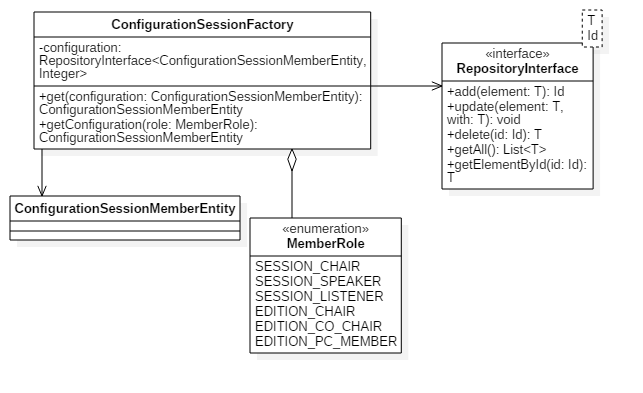 ConfigurationSessionFactory
-configuration:
RepositoryInterface<ConfigurationSessionMemberEntity,
Integer>
+get(configuration: ConfigurationSessionMemberEntity):
ConfigurationSessionMemberEntity
+getConfiguration(role: MemberRole):
ConfigurationSessionMemberEntity
T
Id
«interface»
RepositoryInterface
+add(element: T): Id
+update(element: T,
with: T): void
+delete(id: Id): T
+getAll(): List<T>
+getElementById(id: Id):
T
ConfigurationSessionMemberEntity
«enumeration»
MemberRole
SESSION_CHAIR
SESSION_SPEAKER
SESSION_LISTENER
EDITION_CHAIR
EDITION_CO_CHAIR
EDITION_PC_MEMBER